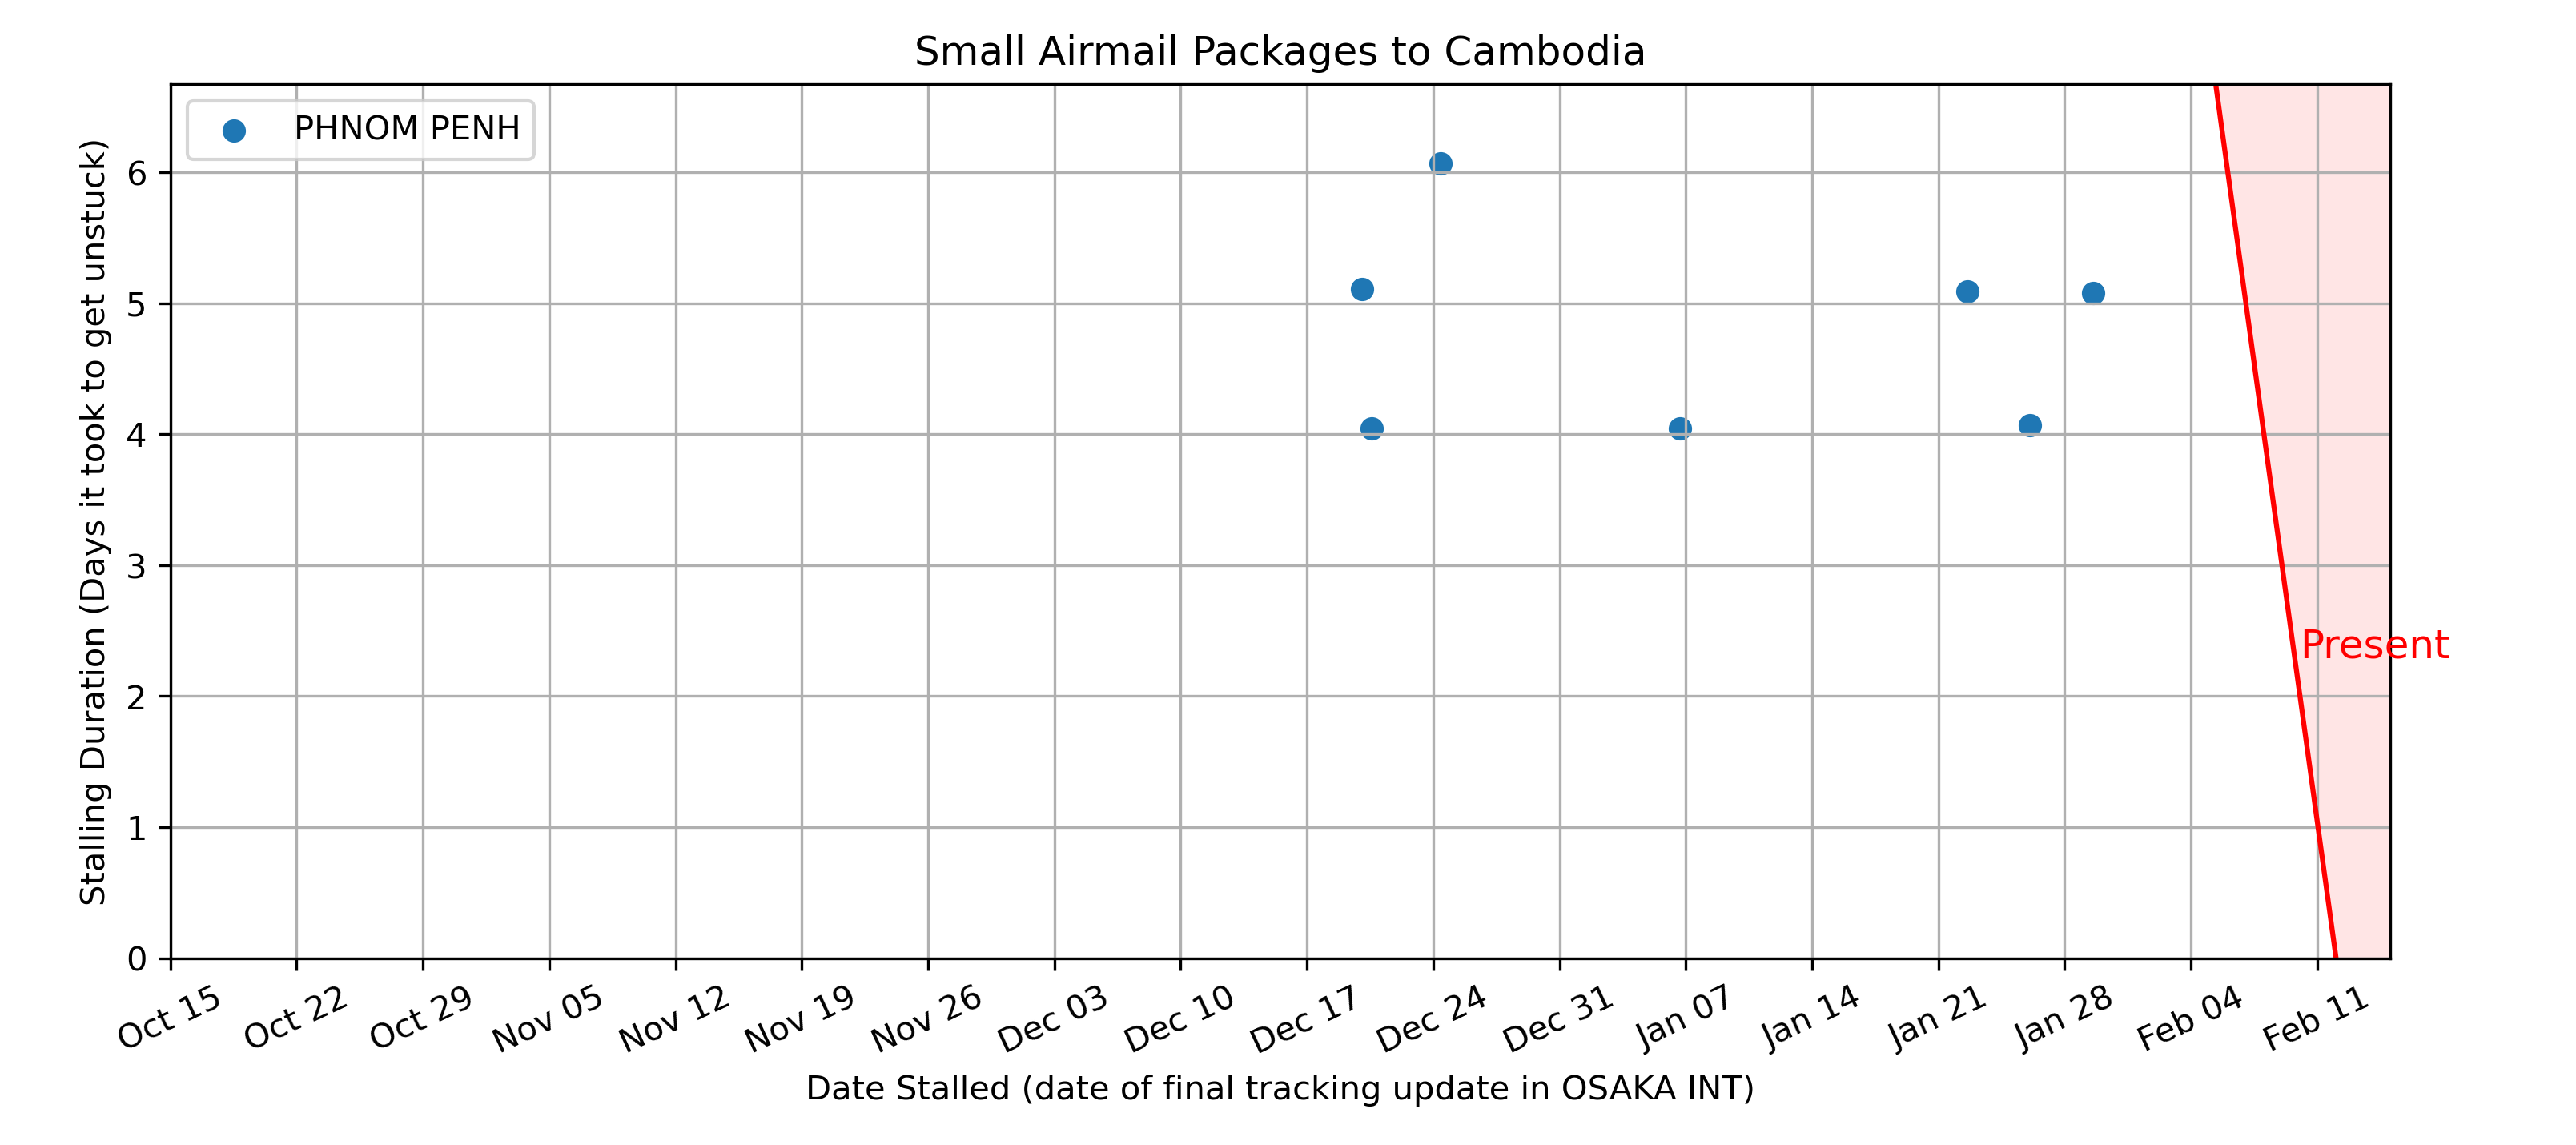 Small Airmail Packages to Cambodia
PHNOM PENH
Stalling Duration (Days it took to get unstuck)
6
5
4
3
2
1
0
Present
Oct 15
Oct 22
Oct 29
Nov 05
Nov 12
Nov 19
Nov 26
Dec 03
Dec 10
Dec 17
Dec 24
Dec 31
Jan 07
Jan 14
Jan 21
Jan 28
Feb 04
Feb 11
Date Stalled (date of final tracking update in OSAKA INT)